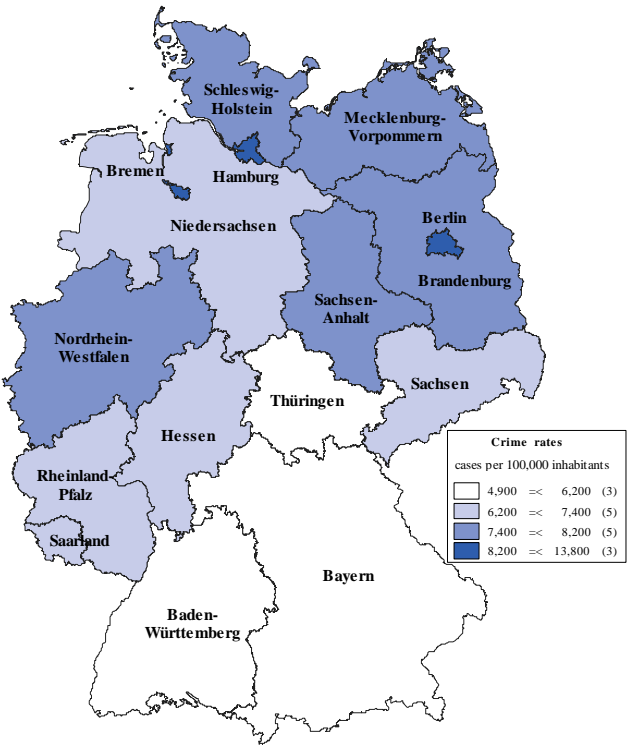 Schleswig-
Holstein
Mecklenburg-
Vorpommern
Bremen
Hamburg
Niedersachsen
Berlin
Brandenburg
Sachsen-
Anhalt
Nordrhein-
Westfalen
Sachsen
Thüringen
Hessen
Rheinland-
Pfalz
Saarland
Bayern
Baden-
Württemberg
Crime rates
cases per 100,000 inhabitants
4,900 =< 6,200 (3)
6,200 =< 7,400 (5)
7,400 =< 8,200 (5)
8,200 =< 13,800 (3)